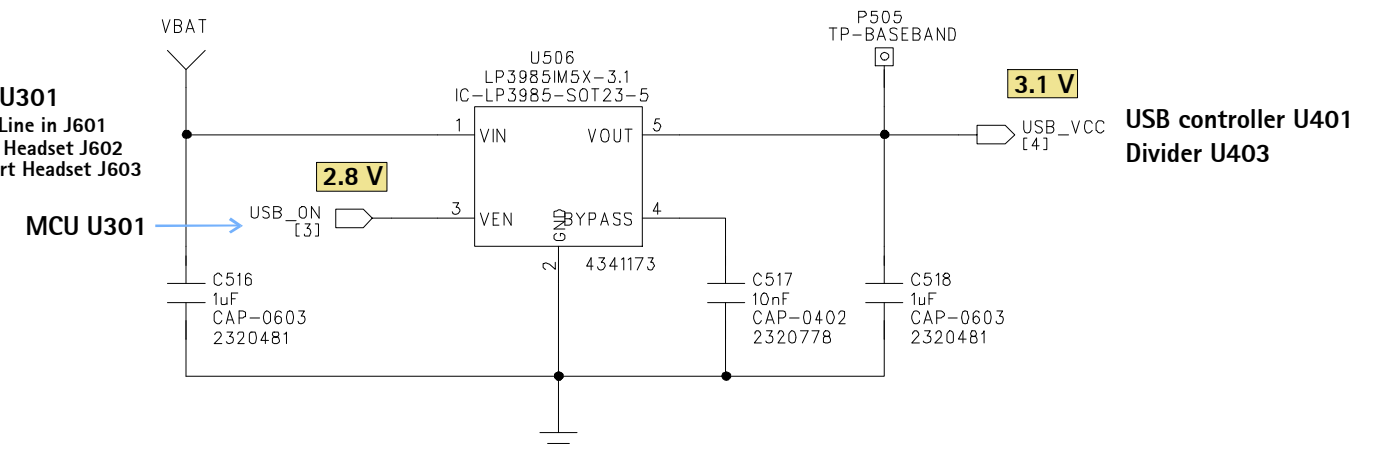 VBAT
P505
TP-BASEBAND
U506
LP3985IM5X-3.1
IC-LP3985-SOT23-5
3.1 V
U301
Line in J601
Headset J602
rt Headset J603
1
VIN
VOUT
5
USB_VCC
[4]
USB controller U401
Divider U403
2.8 V
MCU U301
USB_ON
[3]
3
VEN
GND
BYPASS
4
2
4341173
C516
1uF
CAP-0603
2320481
C517
10nF
CAP-0402
2320778
C518
1uF
CAP-0603
2320481